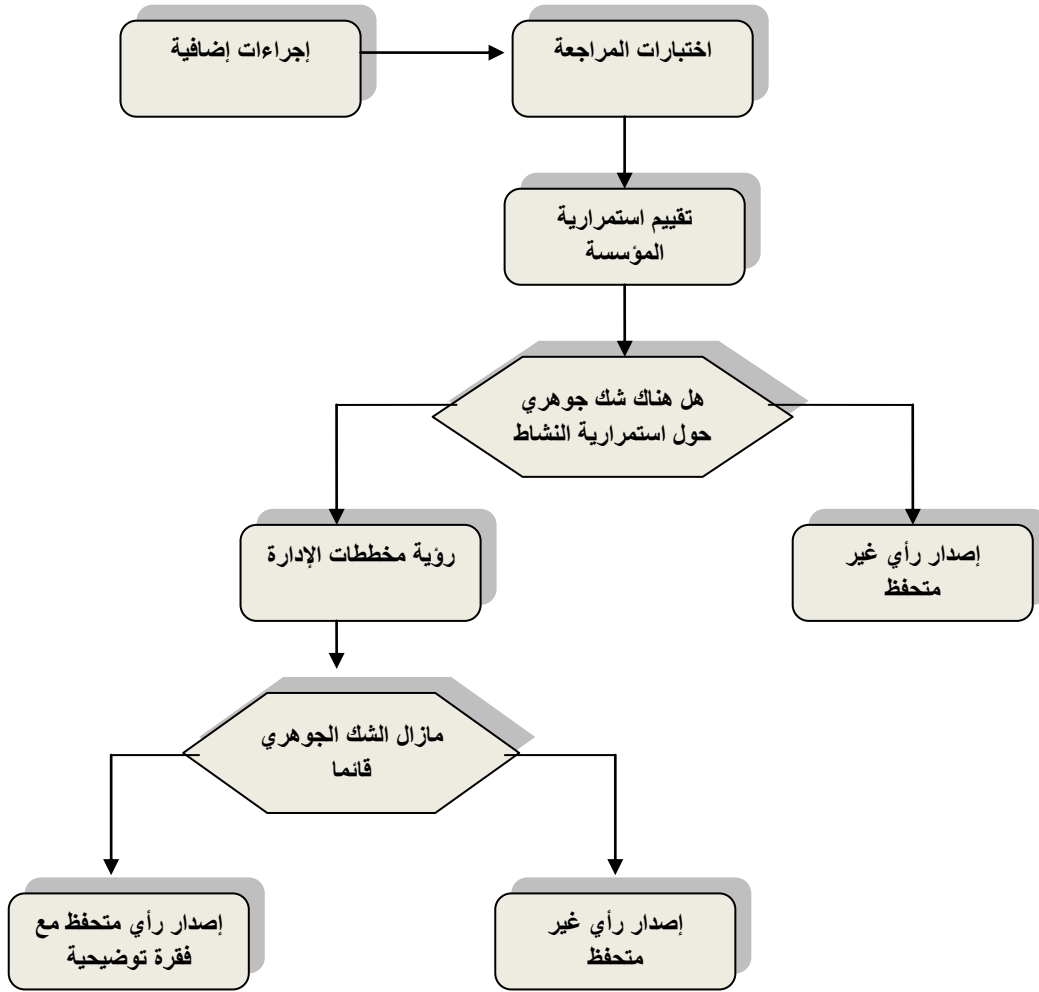 اختبارات المراجعة
إجراءات إضافية
تقييم استمرارية
المؤسسة
هل هناك شك جوهري
حول استمرارية النشاط
إصدار رأي غير
متحفظ
رؤية مخططات الإدارة
مازال الشك الجوهري
قائما
إصدار رأي غير
متحفظ
إصدار رأي متحفظ مع
فقرة توضيحية